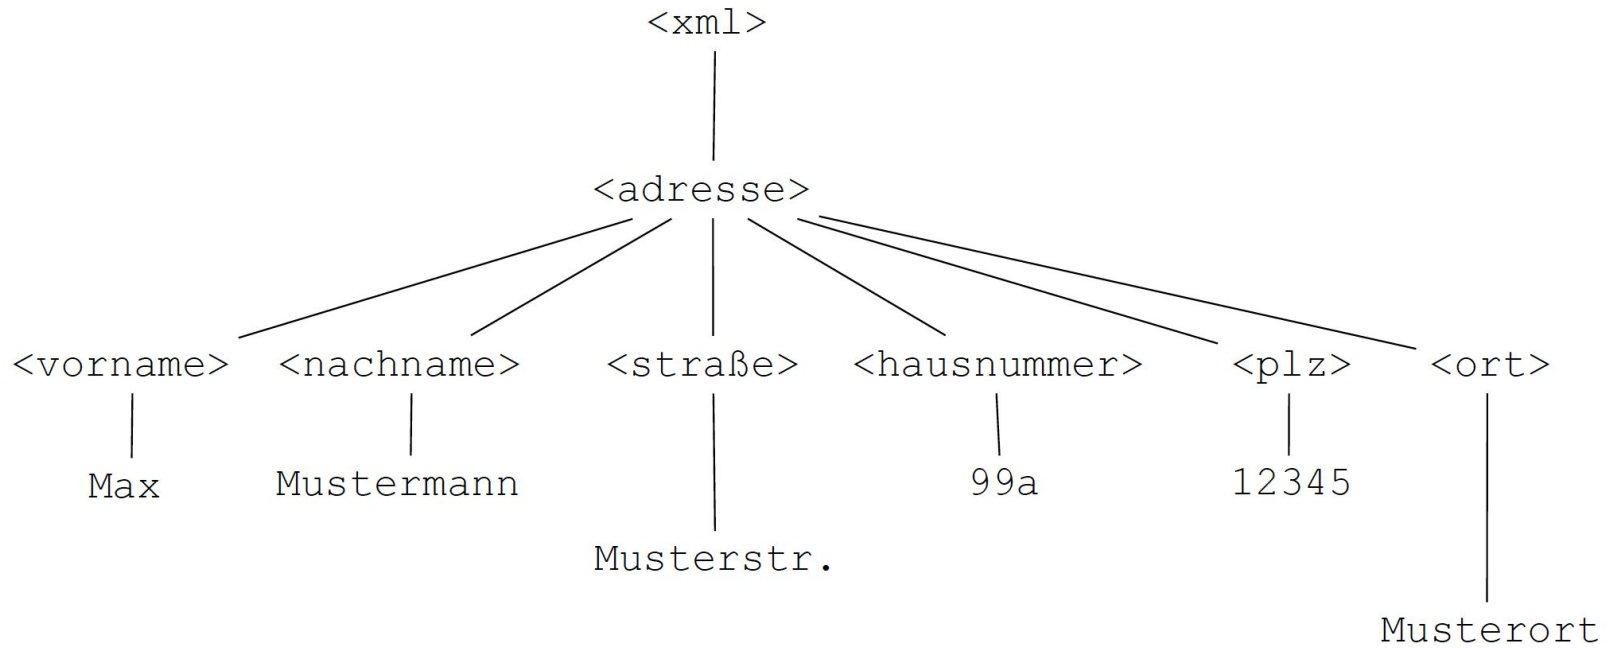 <xml>
<adresse>
<vorname> <nachname> <straße> <hausnummer> <plz> <ort>
Max Mustermann 99a 12345
Musterstr.
Musterort